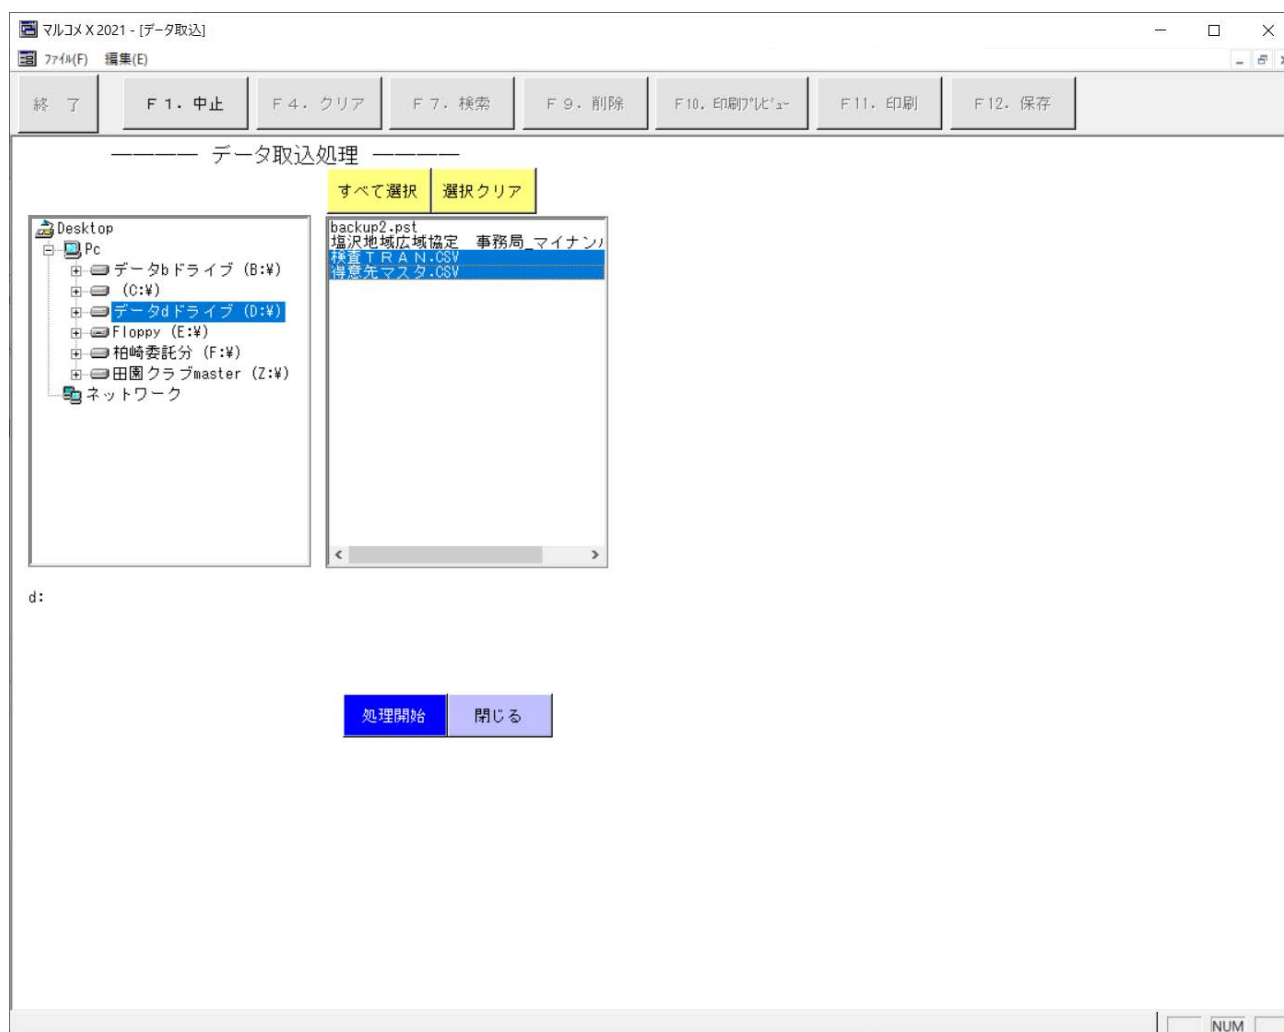 マルコメX 2021 - [データ取込]
ファイル(F) 編集(E)
終 了 F 1. 中止 F 4. クリア F 7. 検索 F 9. 削除 F10. 印刷プレビュー F11. 印刷 F12. 保存
———— データ取込処理 ————
すべて選択 選択クリア
Desktop
Pc
データbドライブ (B:¥)
(C:¥)
データdドライブ (D:¥)
Floppy (E:¥)
柏崎委託分 (F:¥)
田園クラブmaster (Z:¥)
ネットワーク
backup2.pst
塩沢地域広域協定 事務局_マイナン
検査TRAN.CSV
得意先マスタ.CSV
d:
処理開始 閉じる
NUM